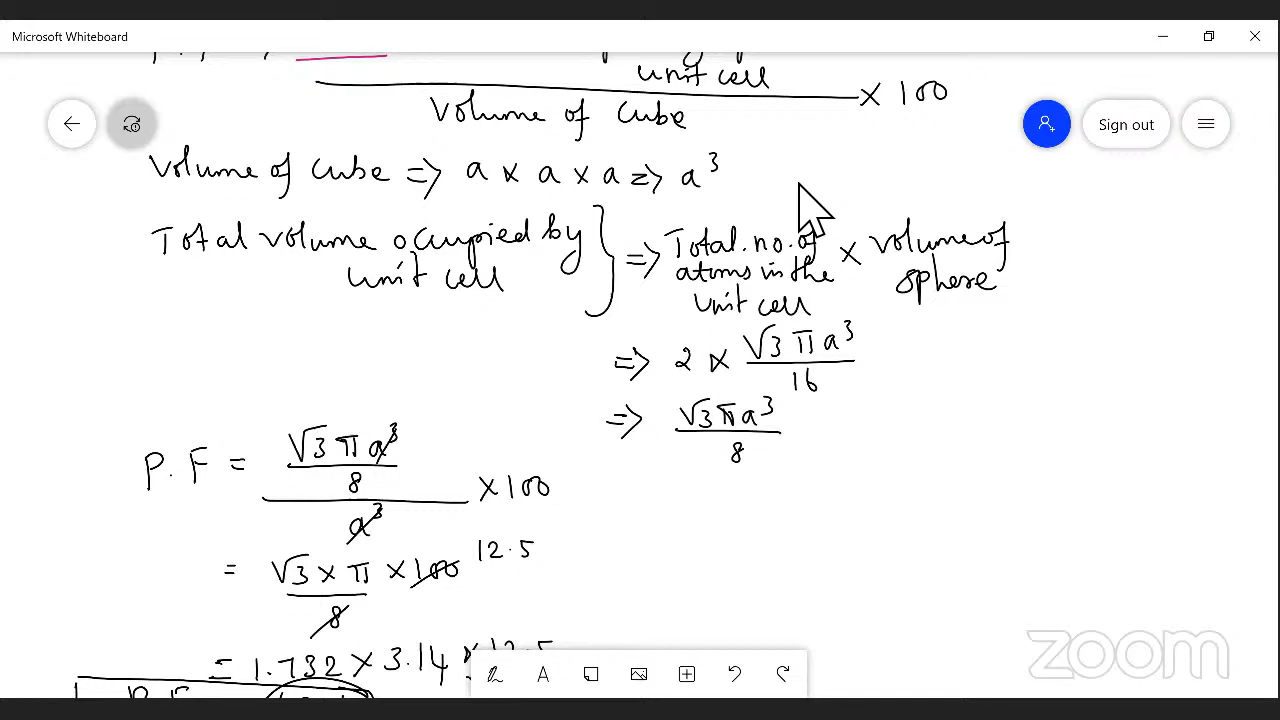 Microsoft Whiteboard
unit cell
Volume of Cube × 100
Sign out
Volume of Cube => a × a × a => a³
Total volume occupied by unit cell } => Total. no. of atoms in the unit cell × volume of sphere
=> 2 × √3 π a³ / 16
=> √3 π a³ / 8
P.F = √3 π a³ / 8 / a³ × 100
= √3 × π / 8 × 100 12.5
= 1.732 × 3.14 × 12.5
zoom